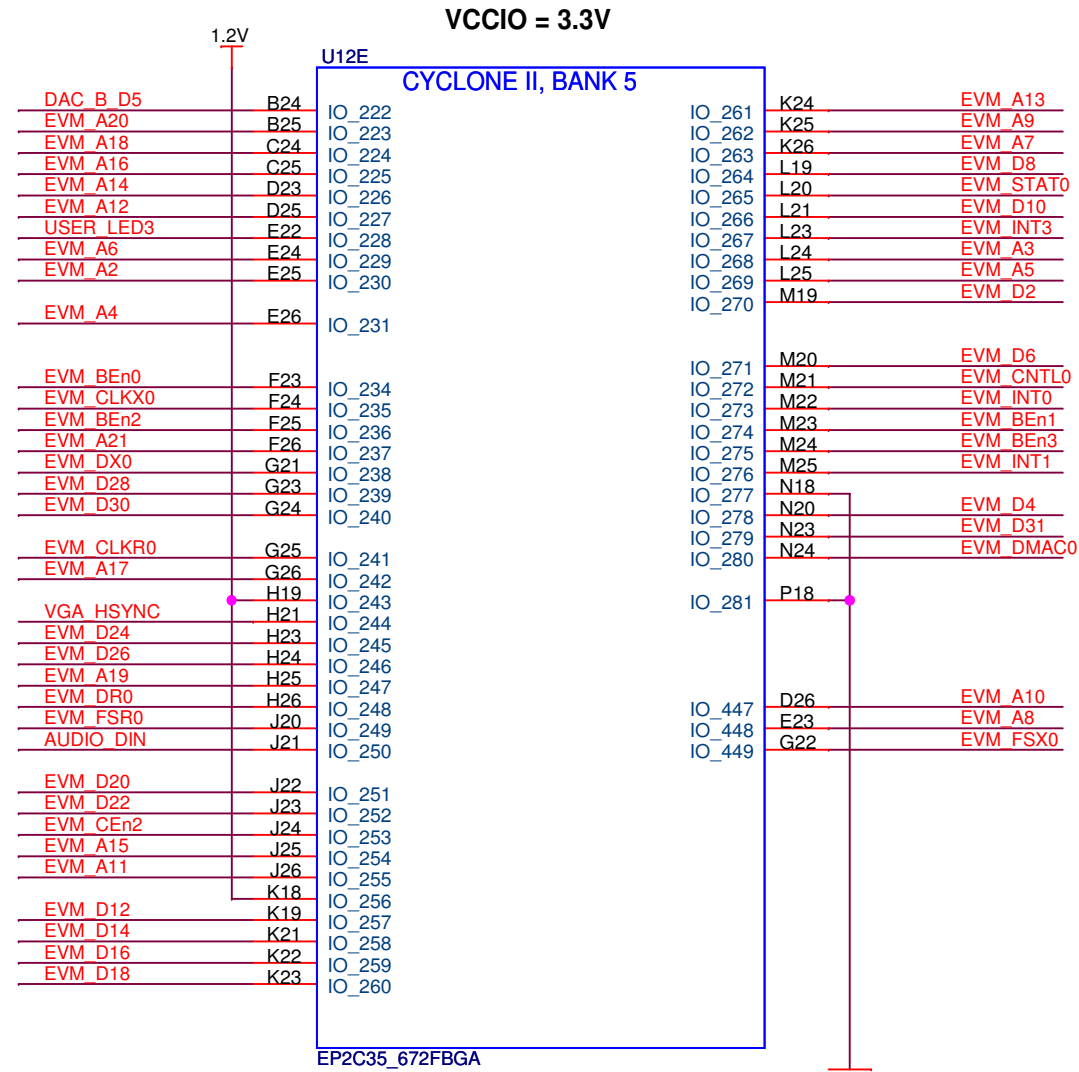 VCCIO = 3.3V
1.2V
U12E
CYCLONE II, BANK 5
DAC_B_D5 B24 IO_222
EVM_A20 B25 IO_223
EVM_A18 C24 IO_224
EVM_A16 C25 IO_225
EVM_A14 D23 IO_226
EVM_A12 D25 IO_227
USER_LED3 E22 IO_228
EVM_A6 E24 IO_229
EVM_A2 E25 IO_230
EVM_A4 E26 IO_231
EVM_BEn0 F23 IO_234
EVM_CLKX0 F24 IO_235
EVM_BEn2 F25 IO_236
EVM_A21 F26 IO_237
EVM_DX0 G21 IO_238
EVM_D28 G23 IO_239
EVM_D30 G24 IO_240
EVM_CLKR0 G25 IO_241
EVM_A17 G26 IO_242
H19 IO_243
VGA_HSYNC H21 IO_244
EVM_D24 H23 IO_245
EVM_D26 H24 IO_246
EVM_A19 H25 IO_247
EVM_DR0 H26 IO_248
EVM_FSR0 J20 IO_249
AUDIO_DIN J21 IO_250
EVM_D20 J22 IO_251
EVM_D22 J23 IO_252
EVM_CEn2 J24 IO_253
EVM_A15 J25 IO_254
EVM_A11 J26 IO_255
K18 IO_256
EVM_D12 K19 IO_257
EVM_D14 K21 IO_258
EVM_D16 K22 IO_259
EVM_D18 K23 IO_260
IO_261 K24 EVM_A13
IO_262 K25 EVM_A9
IO_263 K26 EVM_A7
IO_264 L19 EVM_D8
IO_265 L20 EVM_STAT0
IO_266 L21 EVM_D10
IO_267 L23 EVM_INT3
IO_268 L24 EVM_A3
IO_269 L25 EVM_A5
IO_270 M19 EVM_D2
IO_271 M20 EVM_D6
IO_272 M21 EVM_CNTL0
IO_273 M22 EVM_INT0
IO_274 M23 EVM_BEn1
IO_275 M24 EVM_BEn3
IO_276 M25 EVM_INT1
IO_277 N18
IO_278 N20 EVM_D4
IO_279 N23 EVM_D31
IO_280 N24 EVM_DMAC0
IO_281 P18
IO_447 D26 EVM_A10
IO_448 E23 EVM_A8
IO_449 G22 EVM_FSX0
EP2C35_672FBGA